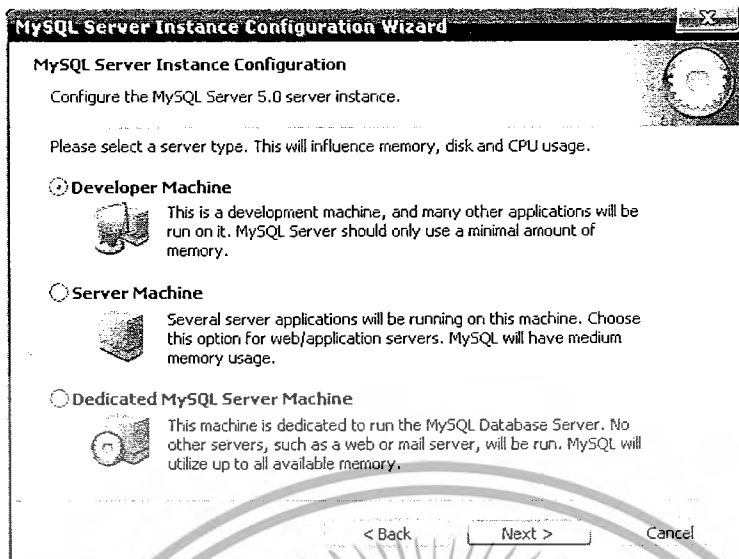 MySQL Server Instance Configuration Wizard
MySQL Server Instance Configuration
Configure the MySQL Server 5.0 server instance.
Please select a server type. This will influence memory, disk and CPU usage.
Developer Machine
This is a development machine, and many other applications will be
run on it. MySQL Server should only use a minimal amount of
memory.
Server Machine
Several server applications will be running on this machine. Choose
this option for web/application servers. MySQL will have medium
memory usage.
Dedicated MySQL Server Machine
This machine is dedicated to run the MySQL Database Server. No
other servers, such as a web or mail server, will be run. MySQL will
utilize up to all available memory.
< Back Next > Cancel